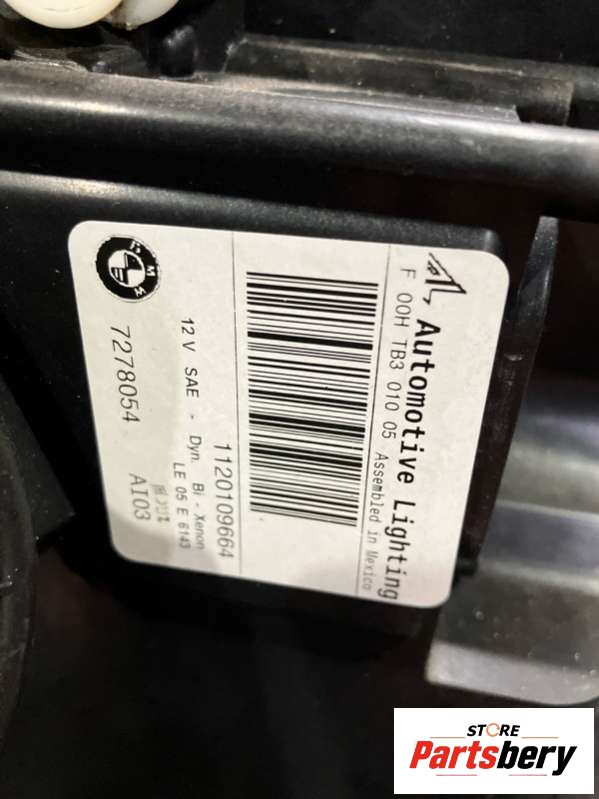 Automotive Lighting
F 00H TB3 010 05 Assembled in Mexico
1120109664
12 V SAE - Dyn. Bi - Xenon
LE 05 E 6143
7278054
AI03
BMW
STORE
Partsbery